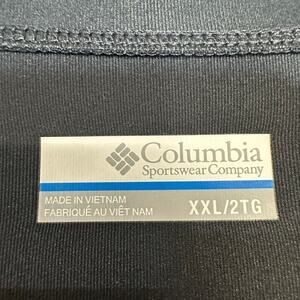 Columbia
Sportswear Company
MADE IN VIETNAM
FABRIQUÉ AU VIÊT NAM
XXL/2TG